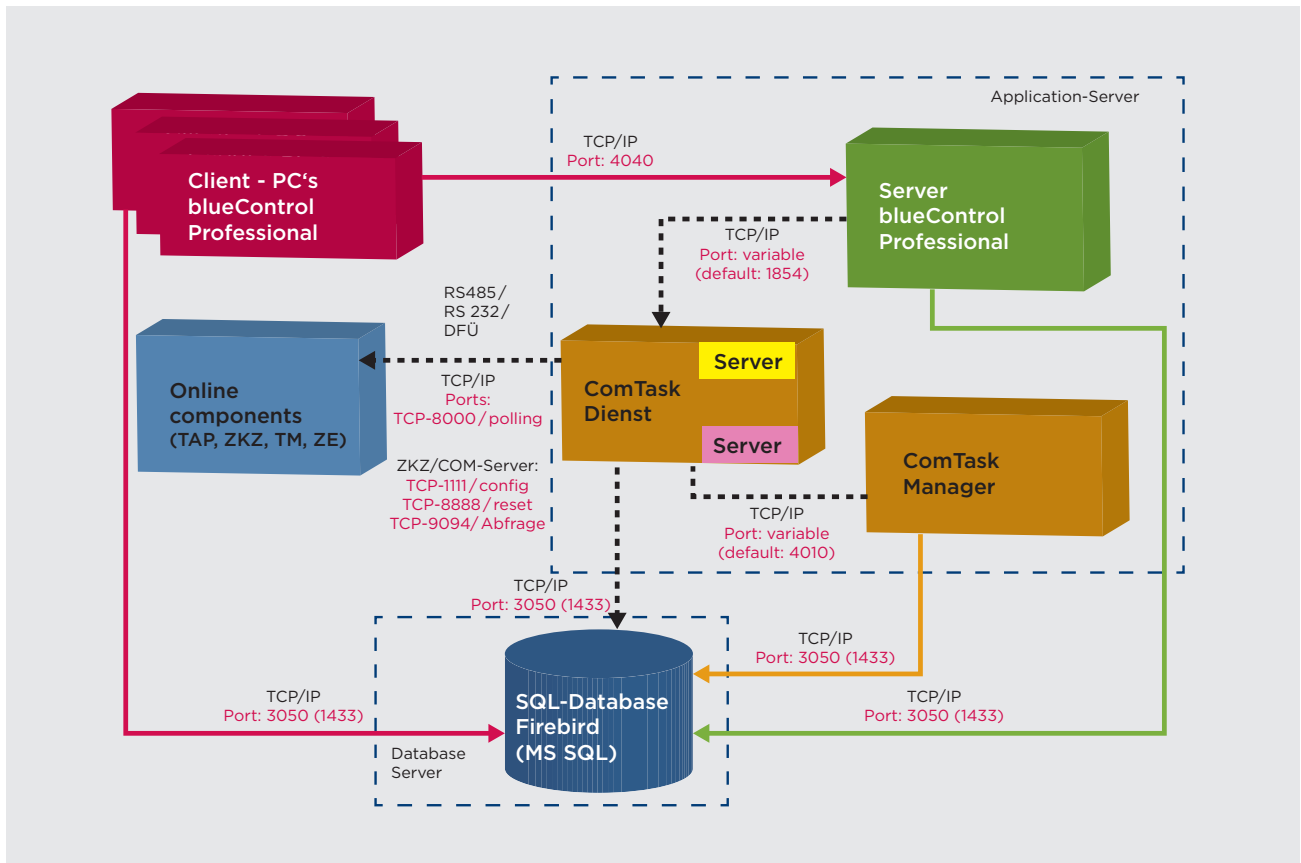 Application-Server
TCP/IP
Port: 4040
Client - PC‘s
blueControl
Professional
Server
blueControl
Professional
TCP/IP
Port: variable
(default: 1854)
RS485/
RS 232/
DFÜ
Online
components
(TAP, ZKZ, TM, ZE)
TCP/IP
Ports:
TCP-8000/polling
ComTask
Dienst
Server
Server
ComTask
Manager
ZKZ/COM-Server:
TCP-1111/config
TCP-8888/reset
TCP-9094/Abfrage
TCP/IP
Port: variable
(default: 4010)
TCP/IP
Port: 3050 (1433)
TCP/IP
Port: 3050 (1433)
TCP/IP
Port: 3050 (1433)
SQL-Database
Firebird
(MS SQL)
TCP/IP
Port: 3050 (1433)
Database
Server